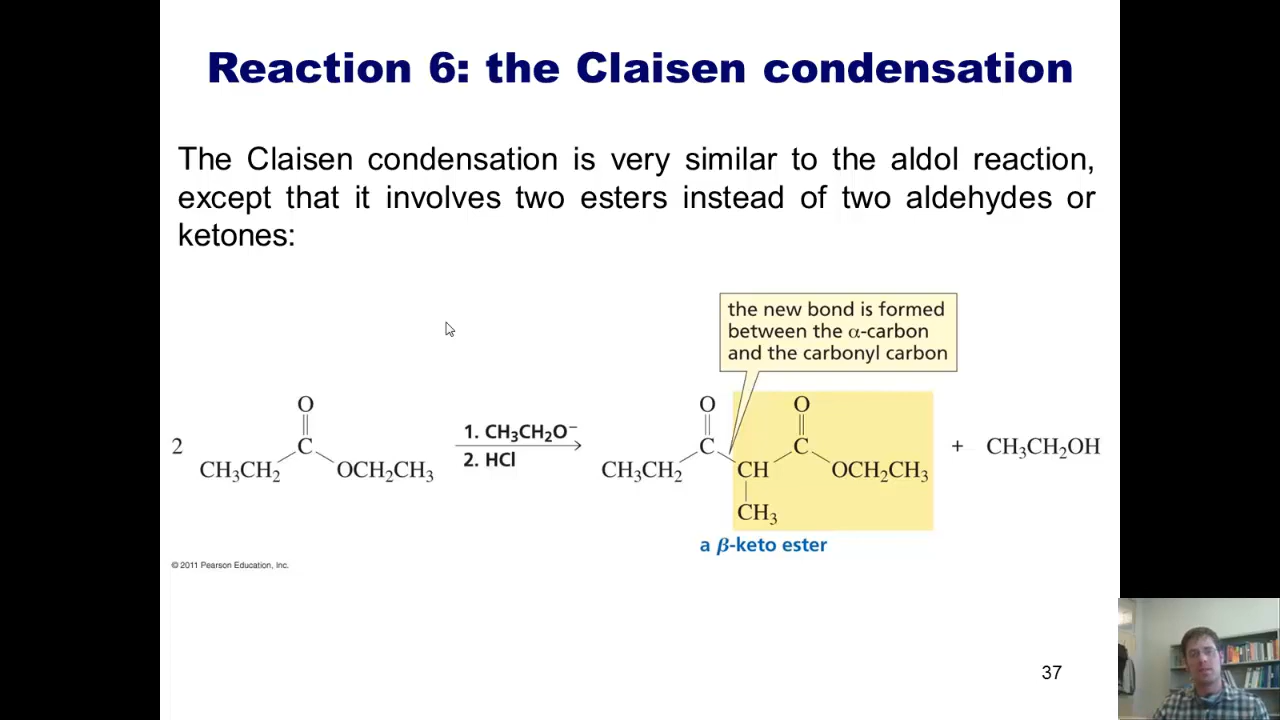 Reaction 6: the Claisen condensation
The Claisen condensation is very similar to the aldol reaction,
except that it involves two esters instead of two aldehydes or
ketones:
the new bond is formed
between the α-carbon
and the carbonyl carbon
2
O
C
CH₃CH₂
OCH₂CH₃
1. CH₃CH₂O⁻
2. HCl
O
C
CH₃CH₂
CH
CH₃
O
C
OCH₂CH₃
+ CH₃CH₂OH
a β-keto ester
© 2011 Pearson Education, Inc.
37